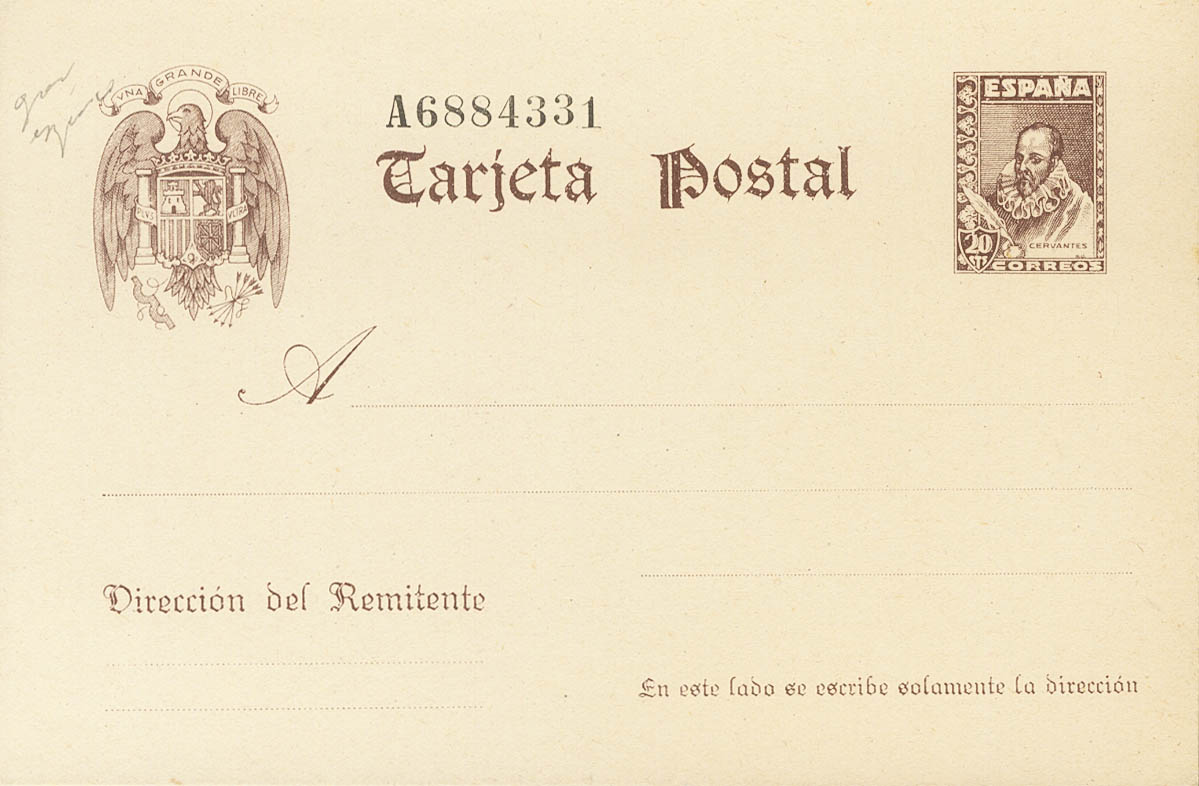 VNA GRANDE LIBRE
A6884331
Tarjeta Postal
PLVS VLTRA
ESPAÑA
CERVANTES
20 CTS
CORREOS
A
Dirección del Remitente
En este lado se escribe solamente la dirección